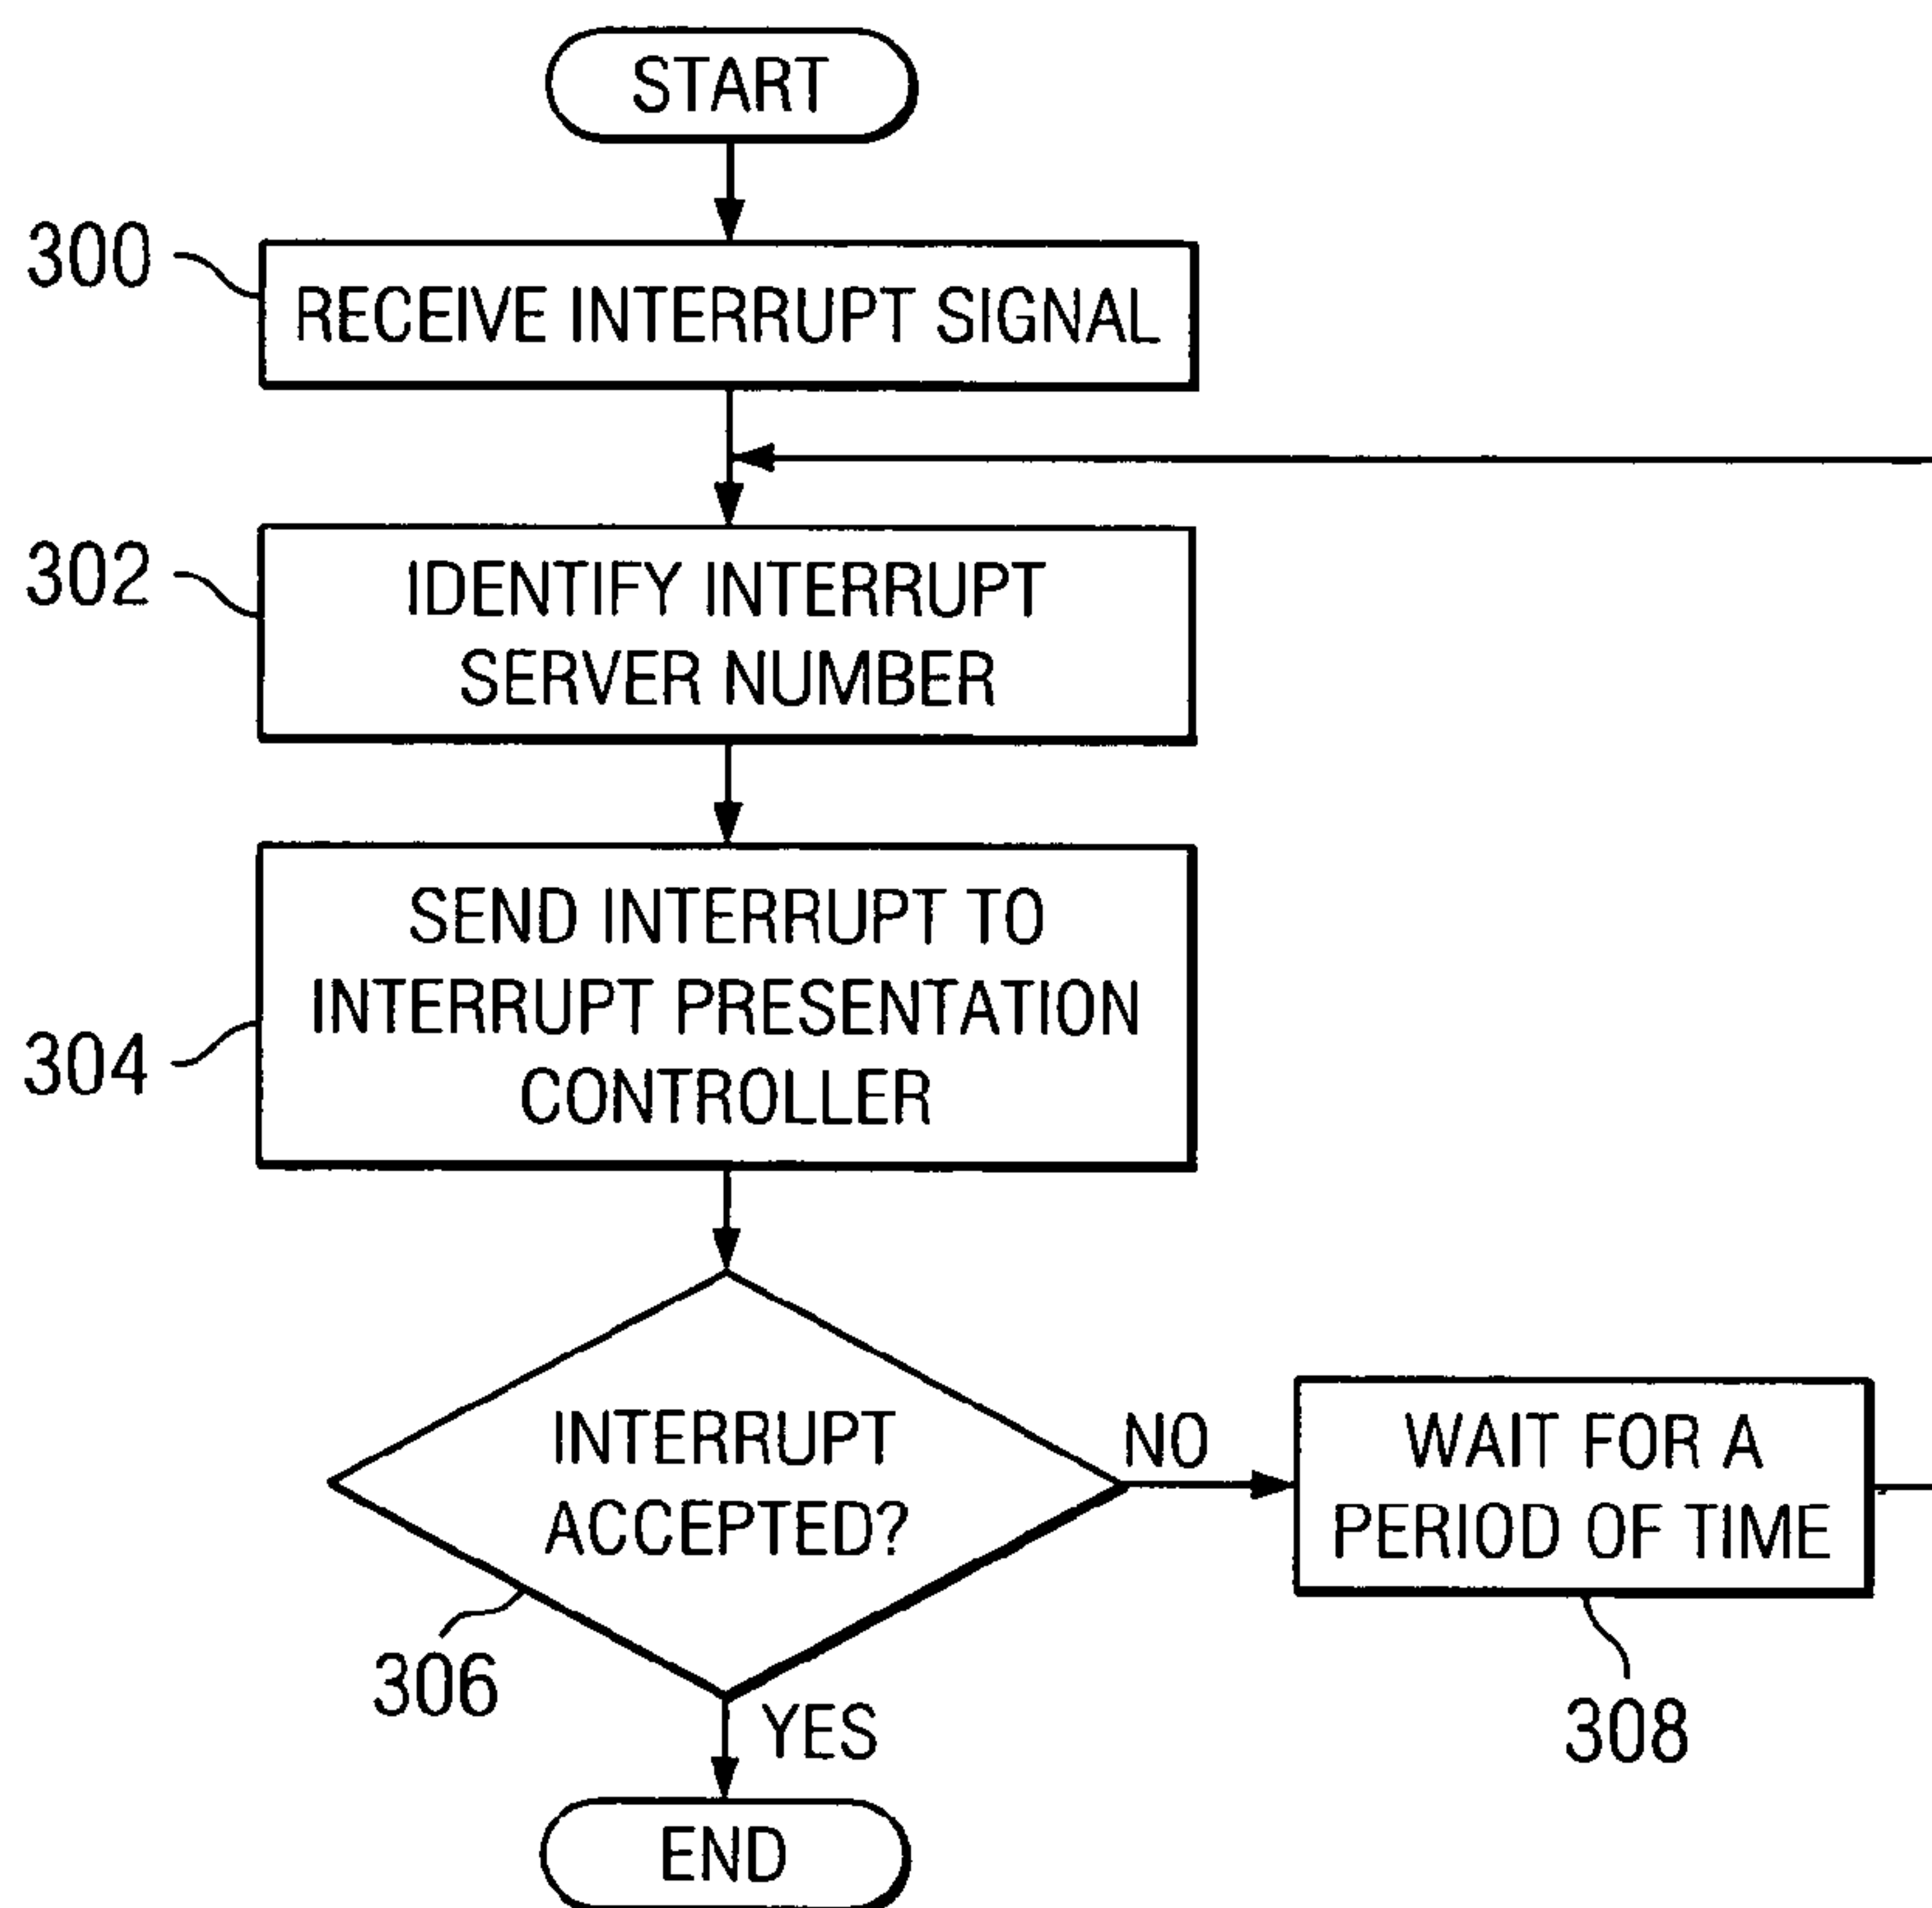 START
300
RECEIVE INTERRUPT SIGNAL
302
IDENTIFY INTERRUPT
SERVER NUMBER
304
SEND INTERRUPT TO
INTERRUPT PRESENTATION
CONTROLLER
306
INTERRUPT
ACCEPTED?
NO
WAIT FOR A
PERIOD OF TIME
308
YES
END